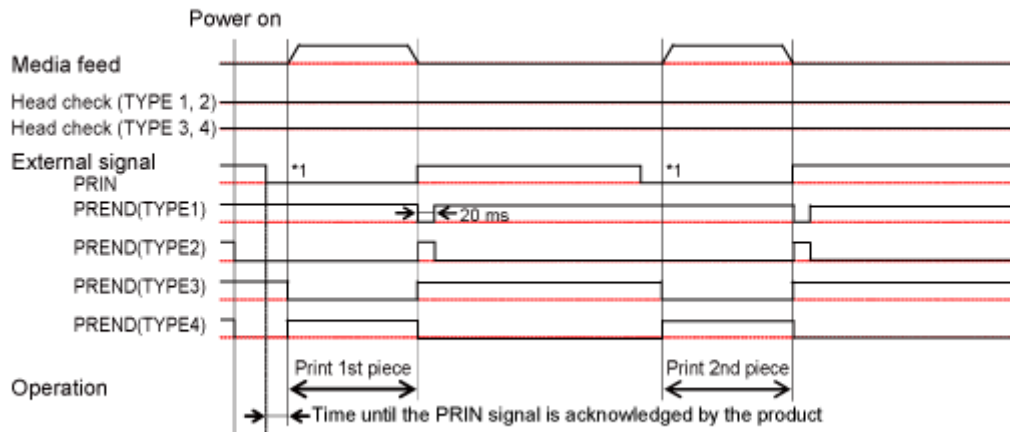 Power on
Media feed
Head check (TYPE 1, 2)
Head check (TYPE 3, 4)
External signal
PRIN *1 *1
PREND(TYPE1) 20 ms
PREND(TYPE2)
PREND(TYPE3)
PREND(TYPE4)
Print 1st piece Print 2nd piece
Operation
Time until the PRIN signal is acknowledged by the product